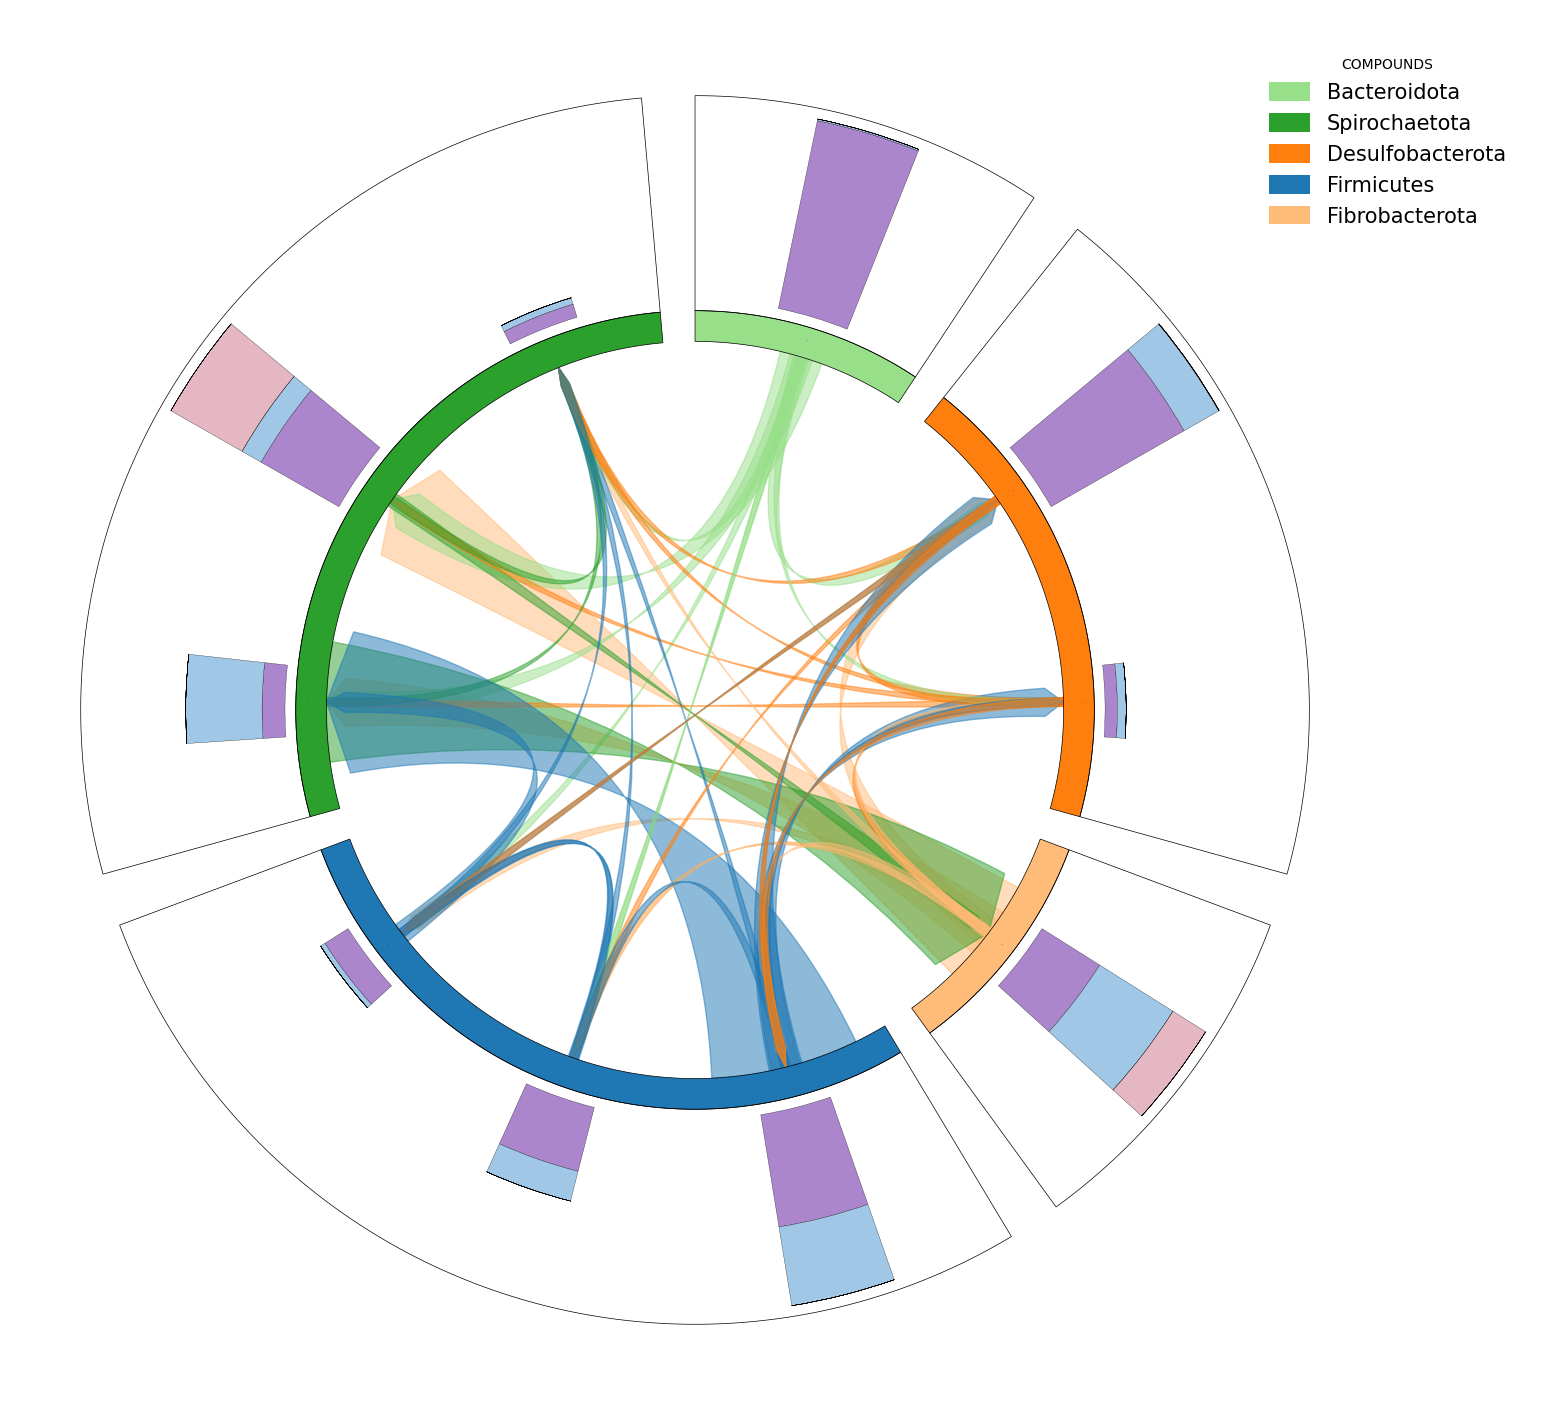 COMPOUNDS
Bacteroidota
Spirochaetota
Desulfobacterota
Firmicutes
Fibrobacterota